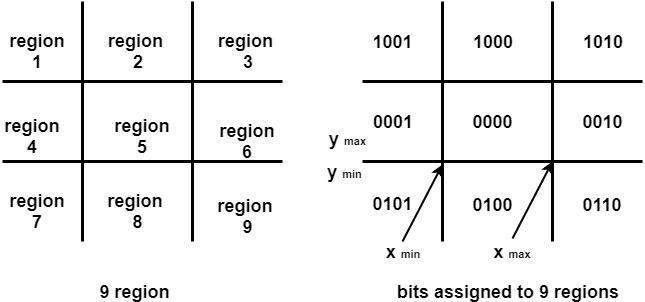 region 1 region 2 region 3
region 4 region 5 region 6
region 7 region 8 region 9
9 region
1001 1000 1010
0001 0000 0010
y max
y min
0101 0100 0110
x min x max
bits assigned to 9 regions